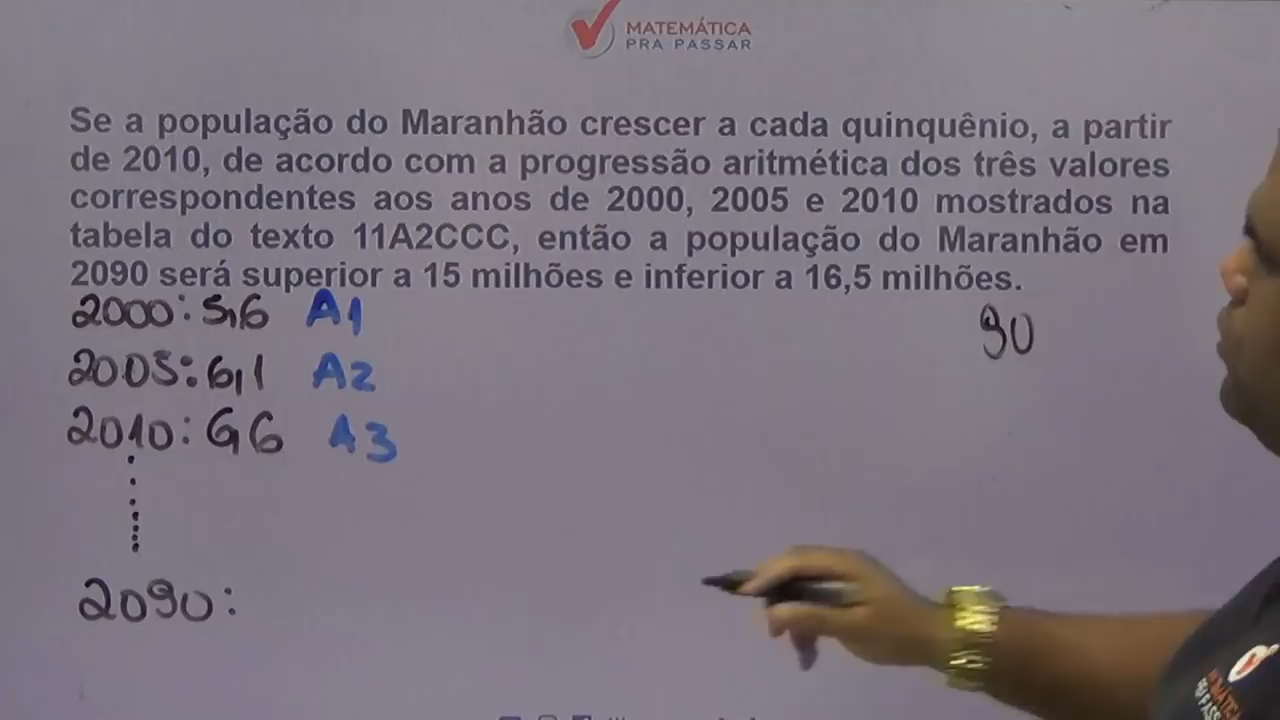 MATEMÁTICA
PRA PASSAR
Se a população do Maranhão crescer a cada quinquênio, a partir
de 2010, de acordo com a progressão aritmética dos três valores
correspondentes aos anos de 2000, 2005 e 2010 mostrados na
tabela do texto 11A2CCC, então a população do Maranhão em
2090 será superior a 15 milhões e inferior a 16,5 milhões.
2000: 5,6 A1
90
2005: 6,1 A2
2010: 6,6 A3
2090: